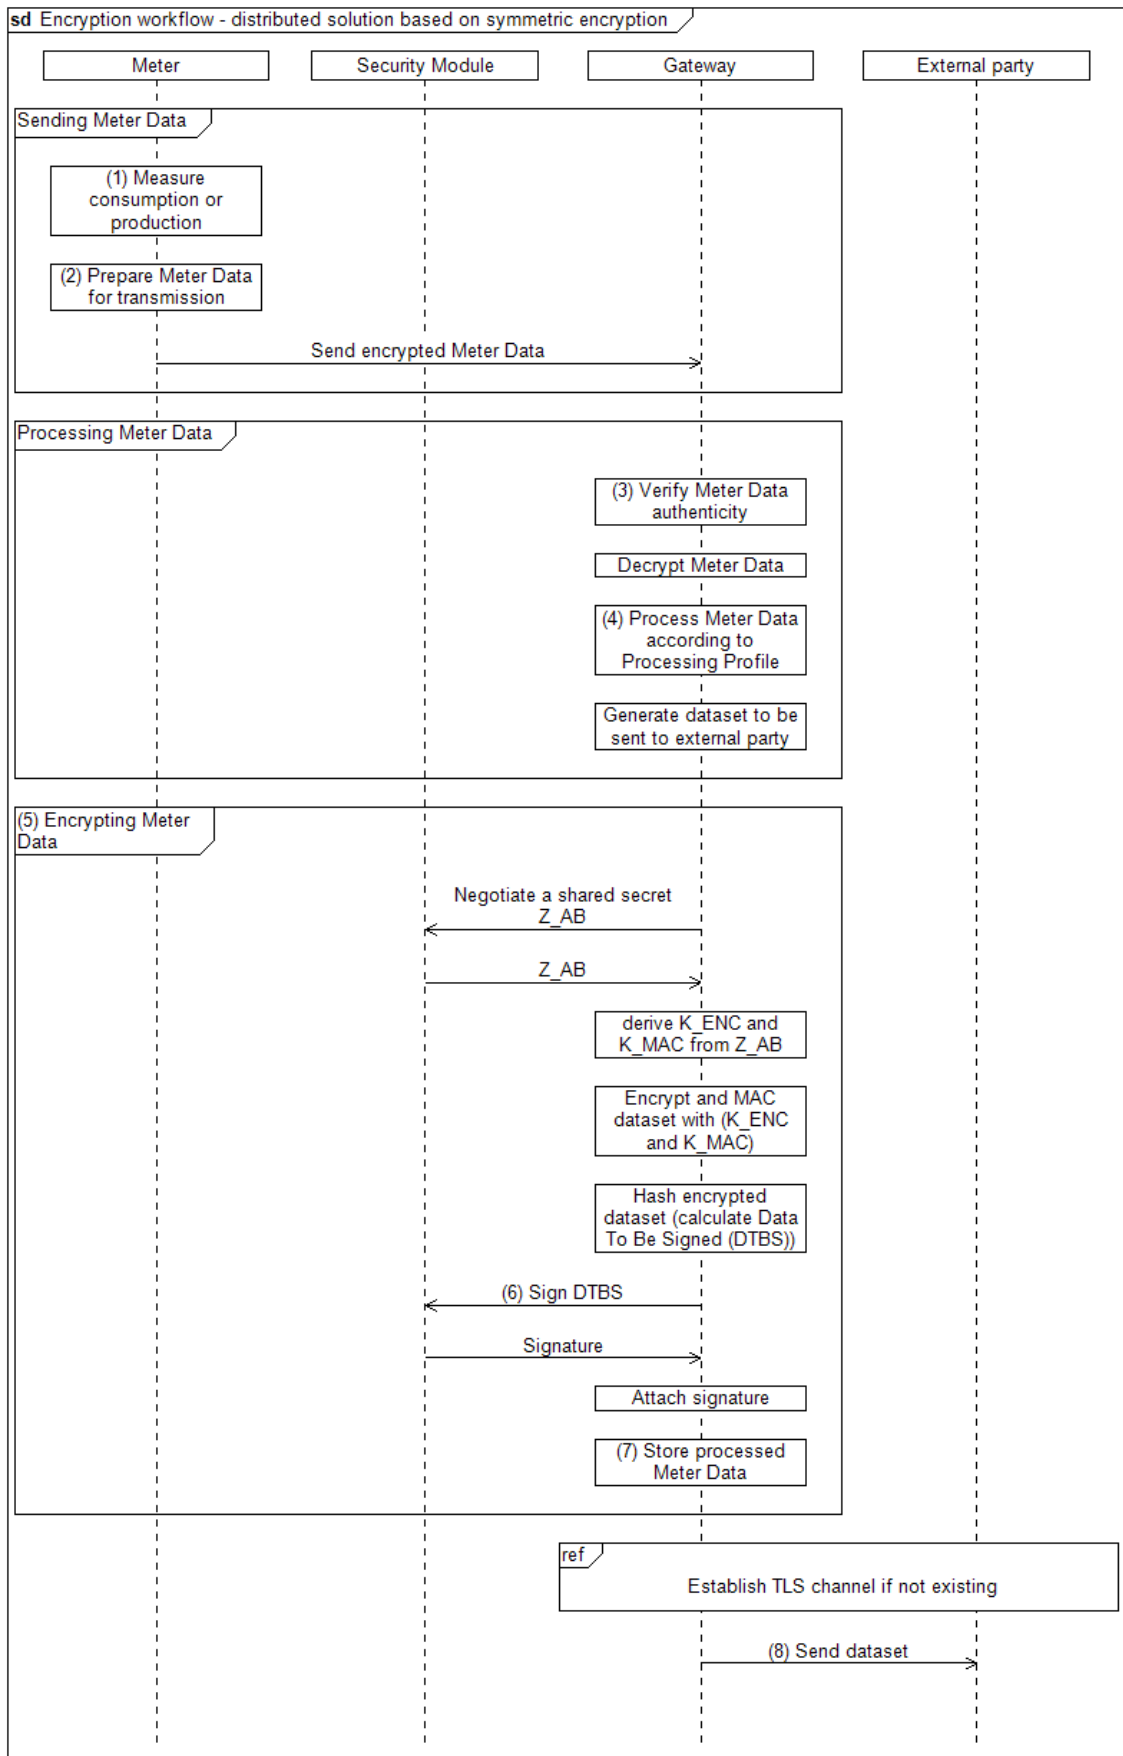 sd Encryption workflow - distributed solution based on symmetric encryption
Meter
Security Module
Gateway
External party
Sending Meter Data
(1) Measure
consumption or
production
(2) Prepare Meter Data
for transmission
Send encrypted Meter Data
Processing Meter Data
(3) Verify Meter Data
authenticity
Decrypt Meter Data
(4) Process Meter Data
according to
Processing Profile
Generate dataset to be
sent to external party
(5) Encrypting Meter
Data
Negotiate a shared secret
Z_AB
Z_AB
derive K_ENC and
K_MAC from Z_AB
Encrypt and MAC
dataset with (K_ENC
and K_MAC)
Hash encrypted
dataset (calculate Data
To Be Signed (DTBS))
(6) Sign DTBS
Signature
Attach signature
(7) Store processed
Meter Data
ref
Establish TLS channel if not existing
(8) Send dataset